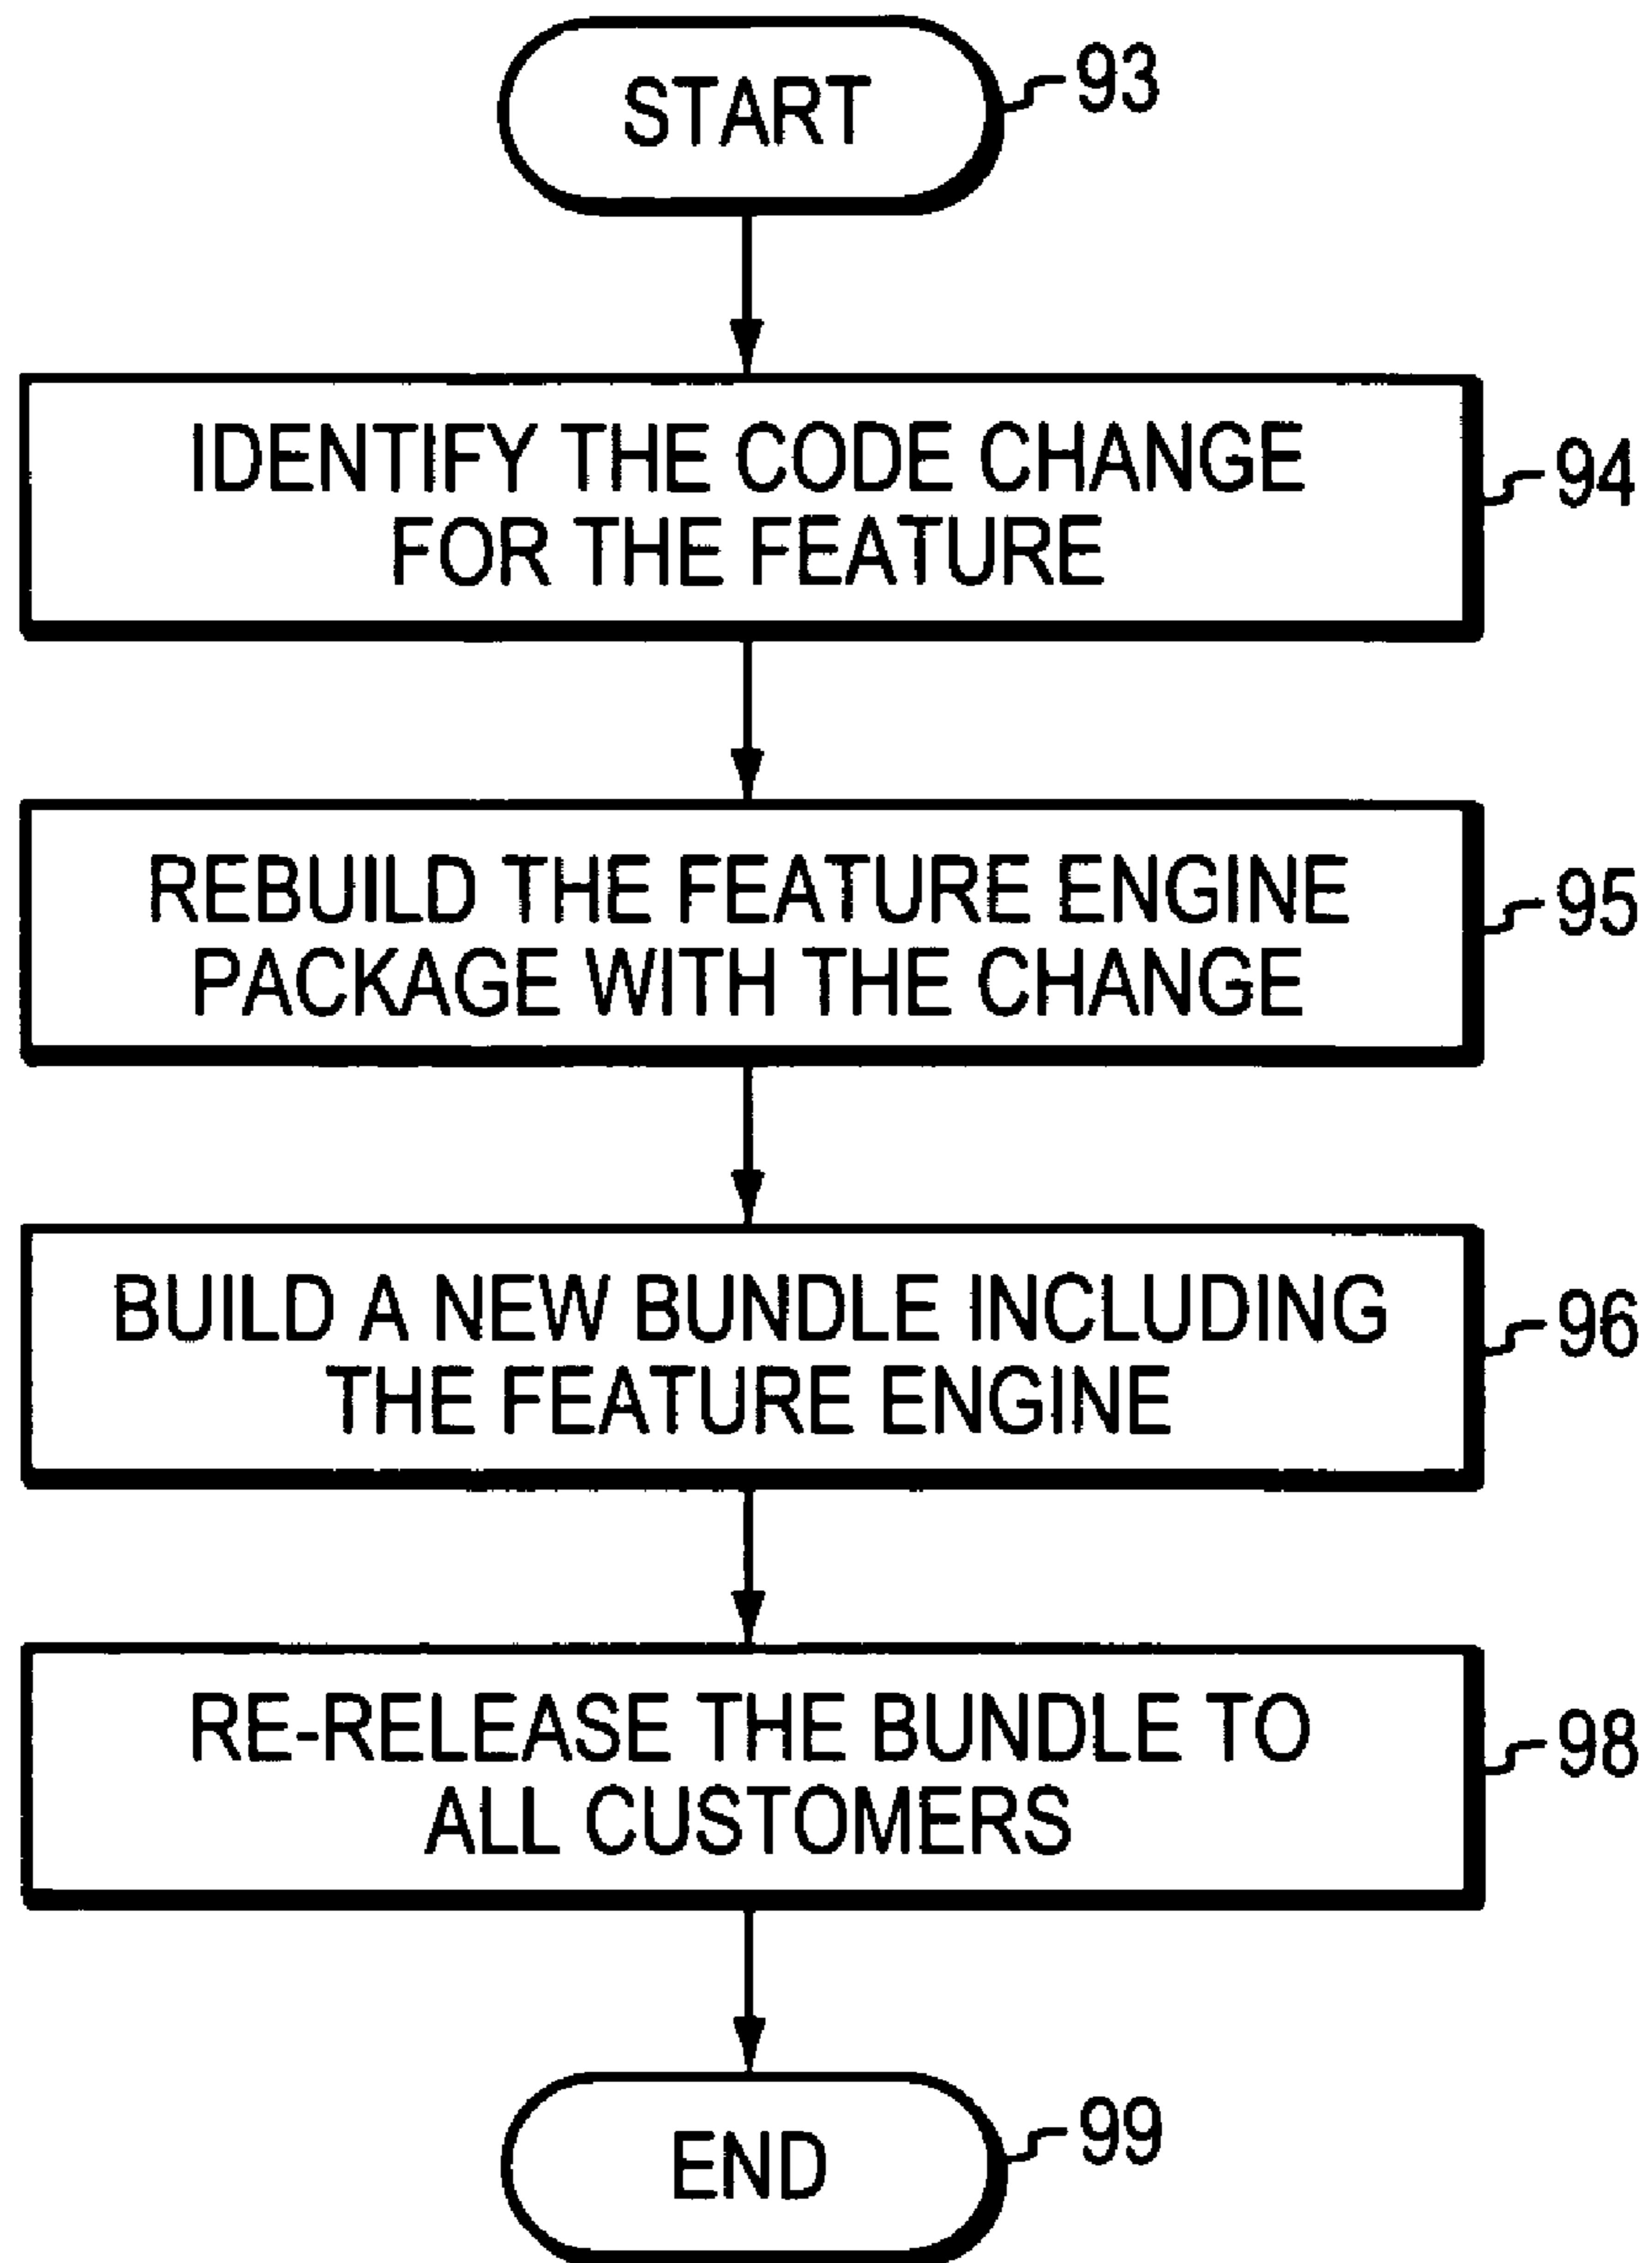 START
93
IDENTIFY THE CODE CHANGE
FOR THE FEATURE
94
REBUILD THE FEATURE ENGINE
PACKAGE WITH THE CHANGE
95
BUILD A NEW BUNDLE INCLUDING
THE FEATURE ENGINE
96
RE-RELEASE THE BUNDLE TO
ALL CUSTOMERS
98
END
99